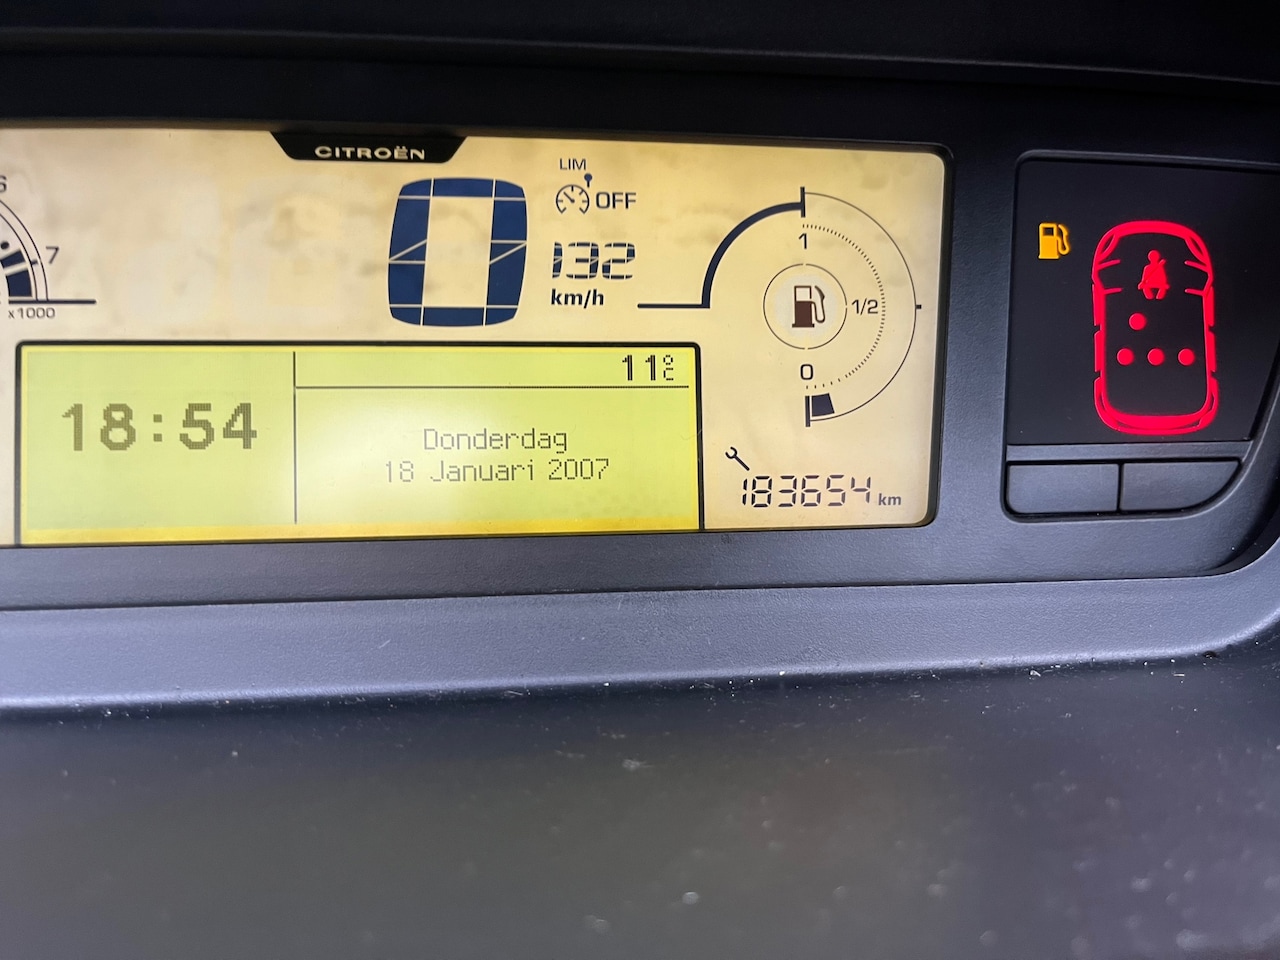 CITROËN
6
7
x1000
LIM
OFF
0
132
km/h
1
1/2
0
11°C
18:54
Donderdag
18 Januari 2007
183654 km